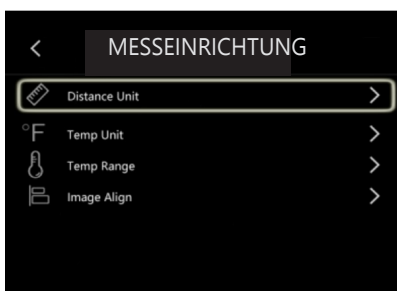 MESSEINRICHTUNG
Distance Unit
°F Temp Unit
Temp Range
Image Align